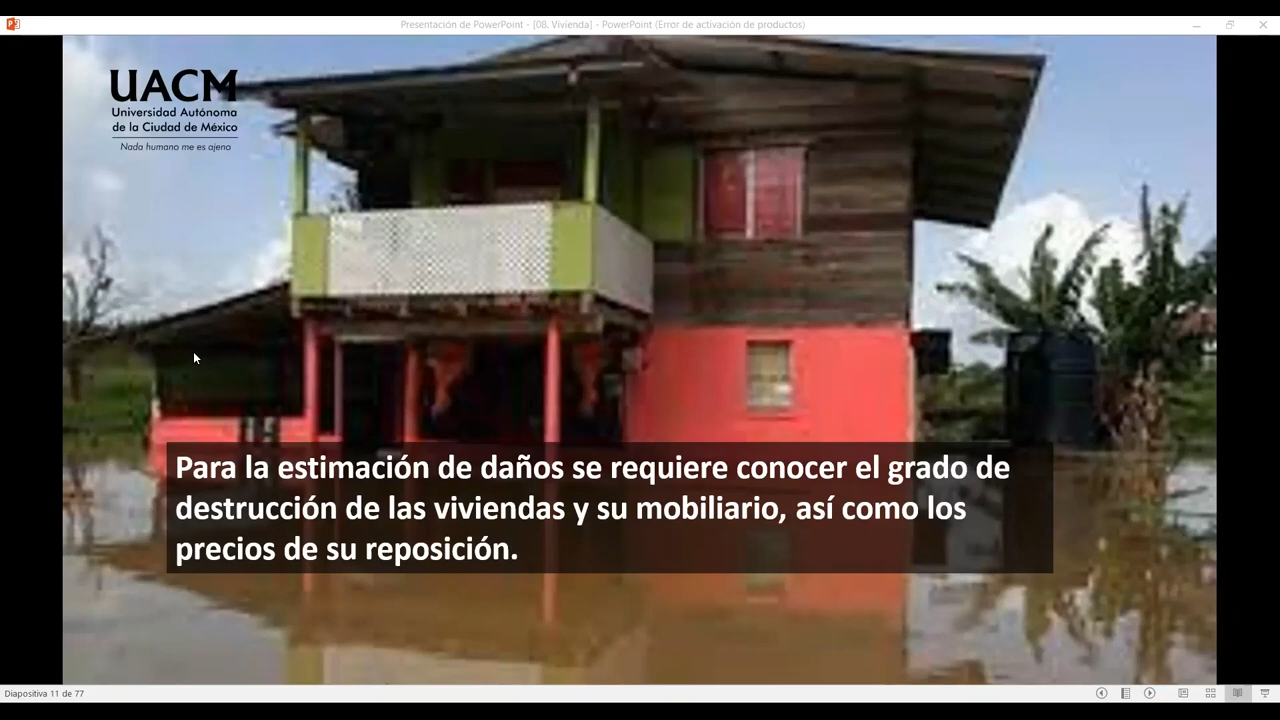 Presentación de PowerPoint - [08. Vivienda] - PowerPoint (Error de activación de productos)
UACM
Universidad Autónoma
de la Ciudad de México
Nada humano me es ajeno
Para la estimación de daños se requiere conocer el grado de
destrucción de las viviendas y su mobiliario, así como los
precios de su reposición.
Diapositiva 11 de 77